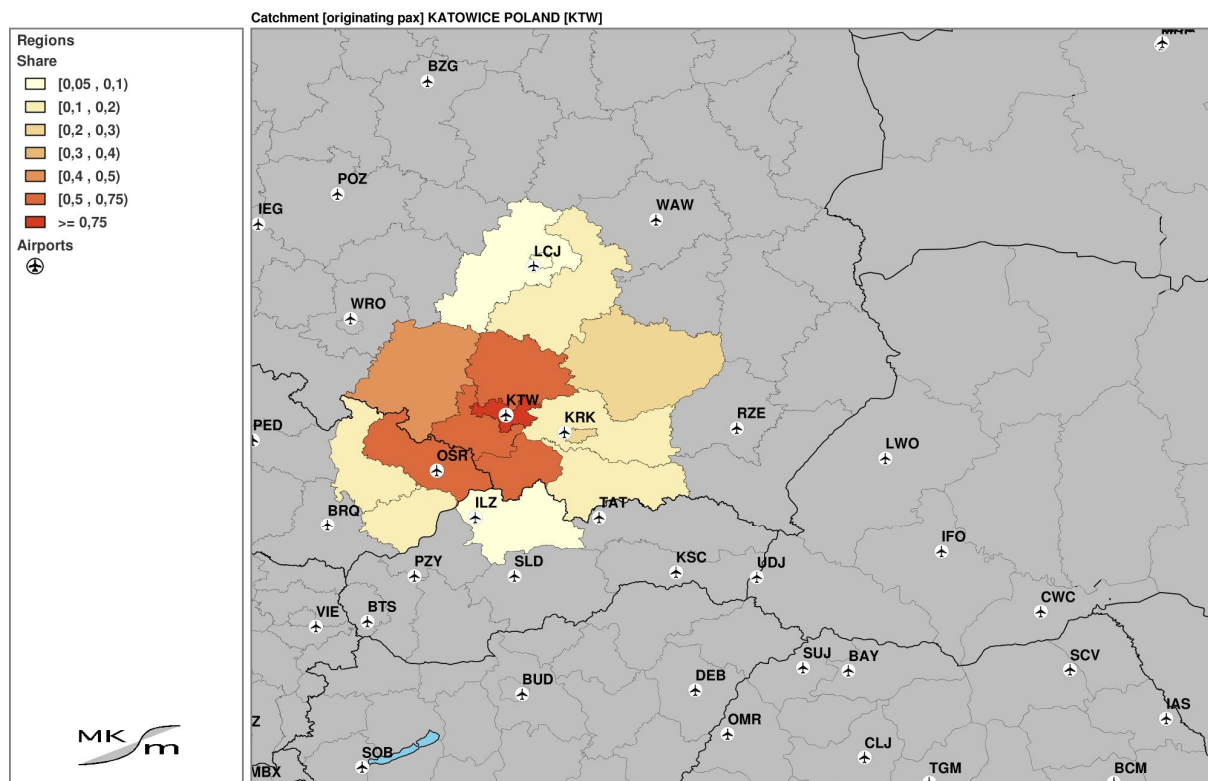 Catchment [originating pax] KATOWICE POLAND [KTW]
Regions
Share
[0,05 , 0,1)
[0,1 , 0,2)
[0,2 , 0,3)
[0,3 , 0,4)
[0,4 , 0,5)
[0,5 , 0,75)
>= 0,75
Airports
BZG
POZ
IEG
WAW
LCJ
WRO
KTW
KRK
RZE
PED
LWO
OSR
ILZ
TAT
BRQ
IFO
PZY
SLD
KSC
UDJ
VIE
BTS
CWC
SUJ
BAY
SCV
BUD
DEB
OMR
IAS
Z
SOB
CLJ
MBX
TGM
BCM
MK m